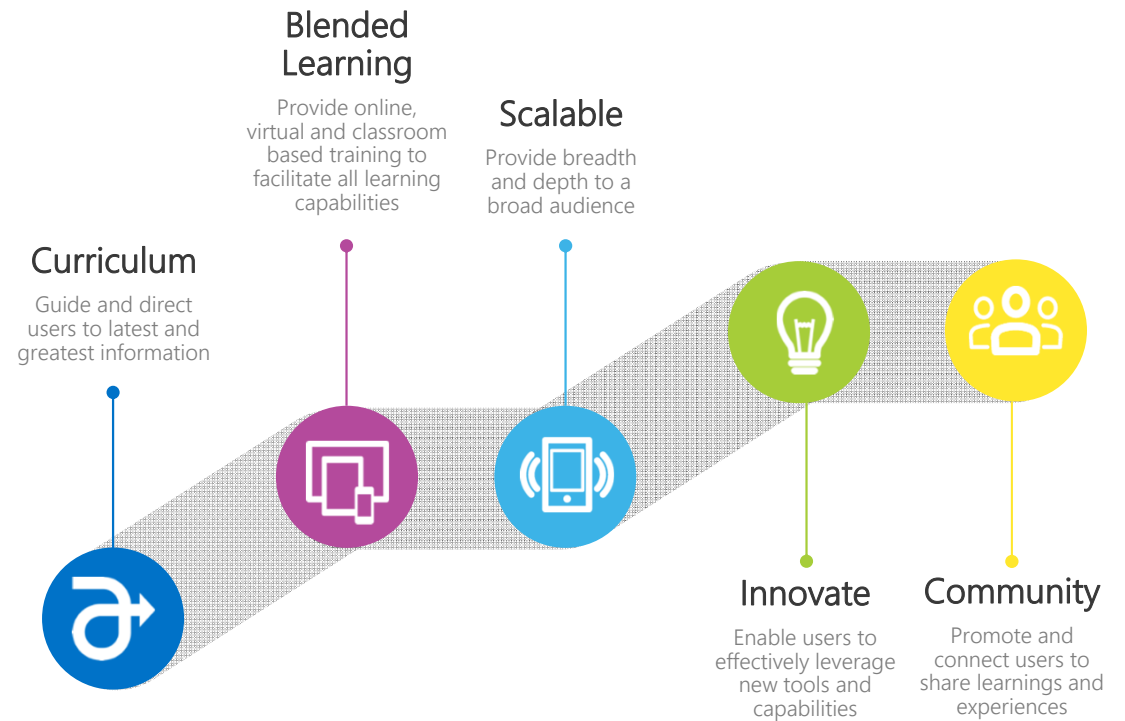 Curriculum
Guide and direct
users to latest and
greatest information
Blended
Learning
Provide online,
virtual and classroom
based training to
facilitate all learning
capabilities
Scalable
Provide breadth
and depth to a
broad audience
Innovate
Enable users to
effectively leverage
new tools and
capabilities
Community
Promote and
connect users to
share learnings and
experiences